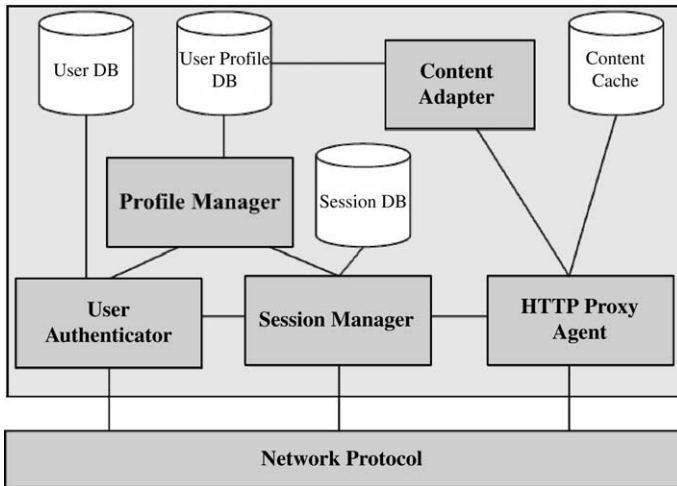 User DB
User Profile
DB
Content
Adapter
Content
Cache
Profile Manager
Session DB
User
Authenticator
Session Manager
HTTP Proxy
Agent
Network Protocol